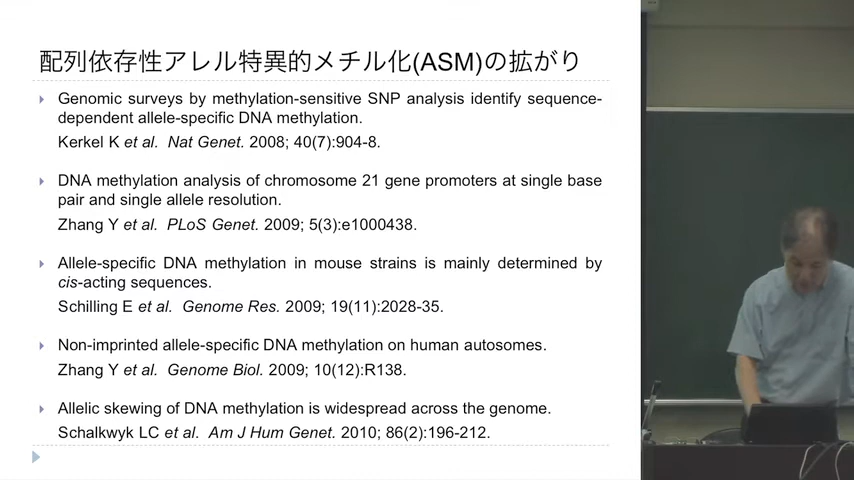 配列依存性アレル特異的メチル化(ASM)の拡がり
Genomic surveys by methylation-sensitive SNP analysis identify sequence-
dependent allele-specific DNA methylation.
Kerkel K et al. Nat Genet. 2008; 40(7):904-8.
DNA methylation analysis of chromosome 21 gene promoters at single base
pair and single allele resolution.
Zhang Y et al. PLoS Genet. 2009; 5(3):e1000438.
Allele-specific DNA methylation in mouse strains is mainly determined by
cis-acting sequences.
Schilling E et al. Genome Res. 2009; 19(11):2028-35.
Non-imprinted allele-specific DNA methylation on human autosomes.
Zhang Y et al. Genome Biol. 2009; 10(12):R138.
Allelic skewing of DNA methylation is widespread across the genome.
Schalkwyk LC et al. Am J Hum Genet. 2010; 86(2):196-212.